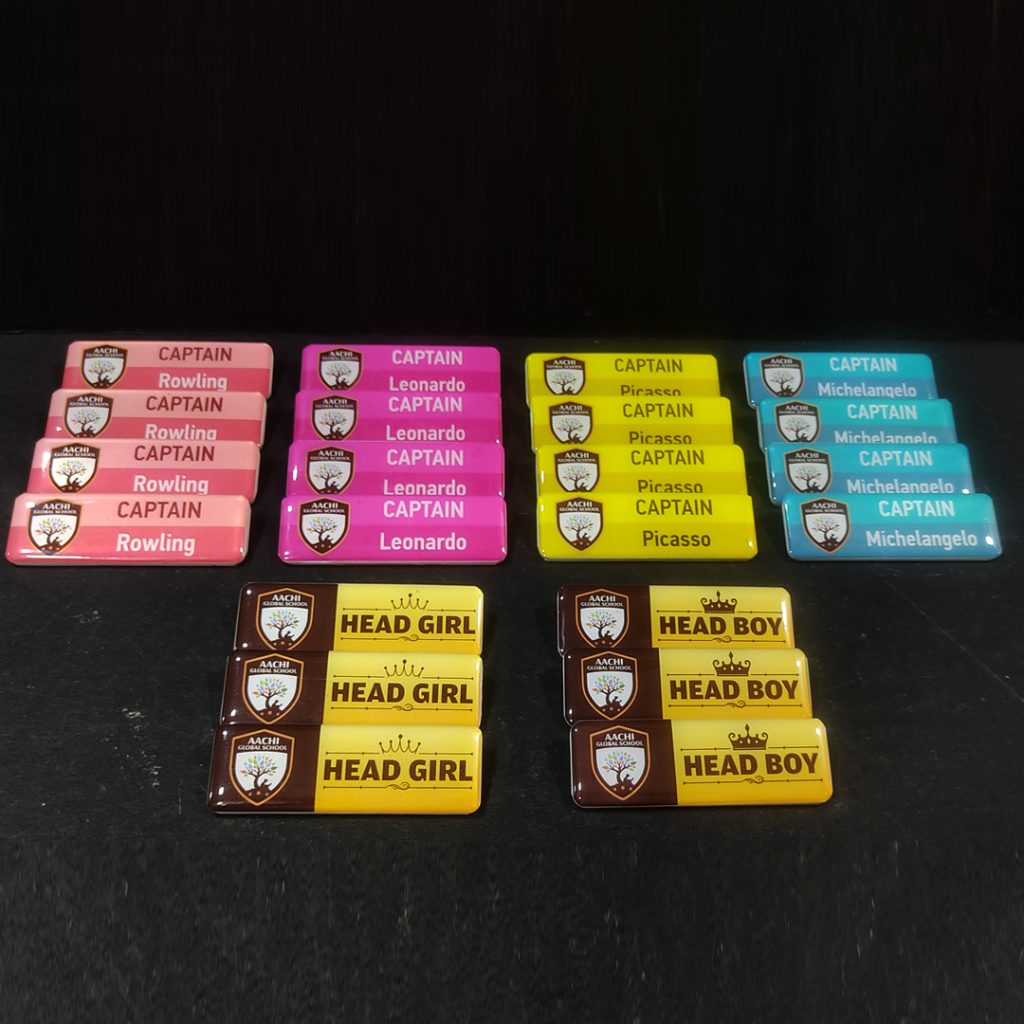 AACHI
GLOBAL SCHOOL
CAPTAIN
Rowling
AACHI
GLOBAL SCHOOL
CAPTAIN
Rowling
AACHI
GLOBAL SCHOOL
CAPTAIN
Rowling
AACHI
GLOBAL SCHOOL
CAPTAIN
Rowling
AACHI
GLOBAL SCHOOL
CAPTAIN
Leonardo
AACHI
GLOBAL SCHOOL
CAPTAIN
Leonardo
AACHI
GLOBAL SCHOOL
CAPTAIN
Leonardo
AACHI
GLOBAL SCHOOL
CAPTAIN
Leonardo
AACHI
GLOBAL SCHOOL
CAPTAIN
Picasso
AACHI
GLOBAL SCHOOL
CAPTAIN
Picasso
AACHI
GLOBAL SCHOOL
CAPTAIN
Picasso
AACHI
GLOBAL SCHOOL
CAPTAIN
Picasso
AACHI
GLOBAL SCHOOL
CAPTAIN
Michelangelo
AACHI
GLOBAL SCHOOL
CAPTAIN
Michelangelo
AACHI
GLOBAL SCHOOL
CAPTAIN
Michelangelo
AACHI
GLOBAL SCHOOL
CAPTAIN
Michelangelo
AACHI
GLOBAL SCHOOL
HEAD GIRL
AACHI
GLOBAL SCHOOL
HEAD GIRL
AACHI
GLOBAL SCHOOL
HEAD GIRL
AACHI
GLOBAL SCHOOL
HEAD BOY
AACHI
GLOBAL SCHOOL
HEAD BOY
AACHI
GLOBAL SCHOOL
HEAD BOY